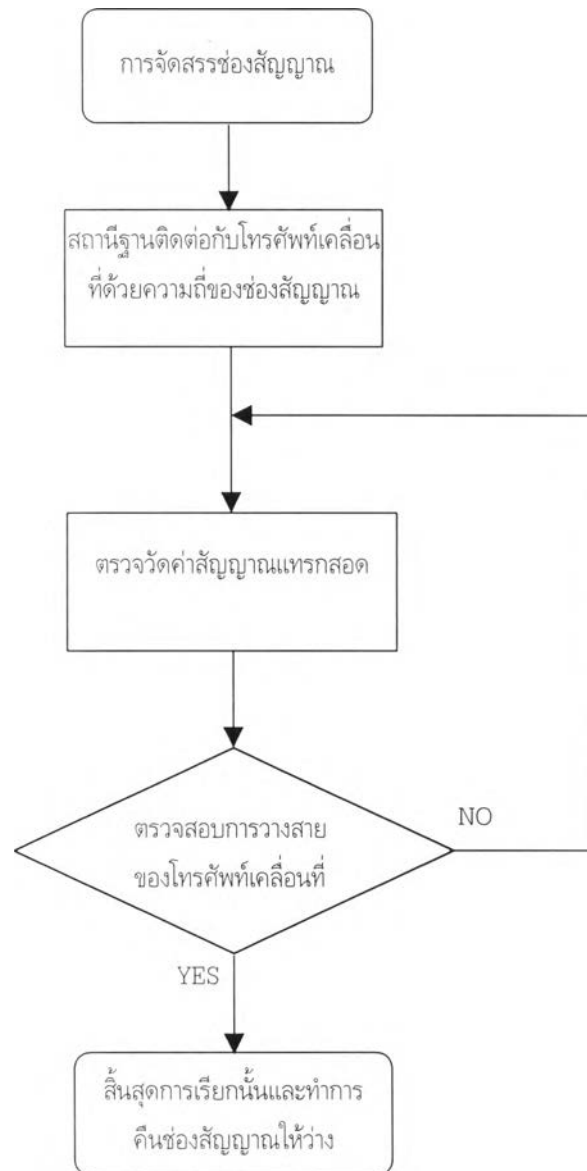 การจัดสรรช่องสัญญาณ
สถานีฐานติดต่อกับโทรศัพท์เคลื่อน
ที่ด้วยความถี่ของช่องสัญญาณ
ตรวจวัดค่าสัญญาณแทรกสอด
ตรวจสอบการวางสาย
ของโทรศัพท์เคลื่อนที่
NO
YES
สิ้นสุดการเรียกนั้นและทำการ
คืนช่องสัญญาณให้ว่าง